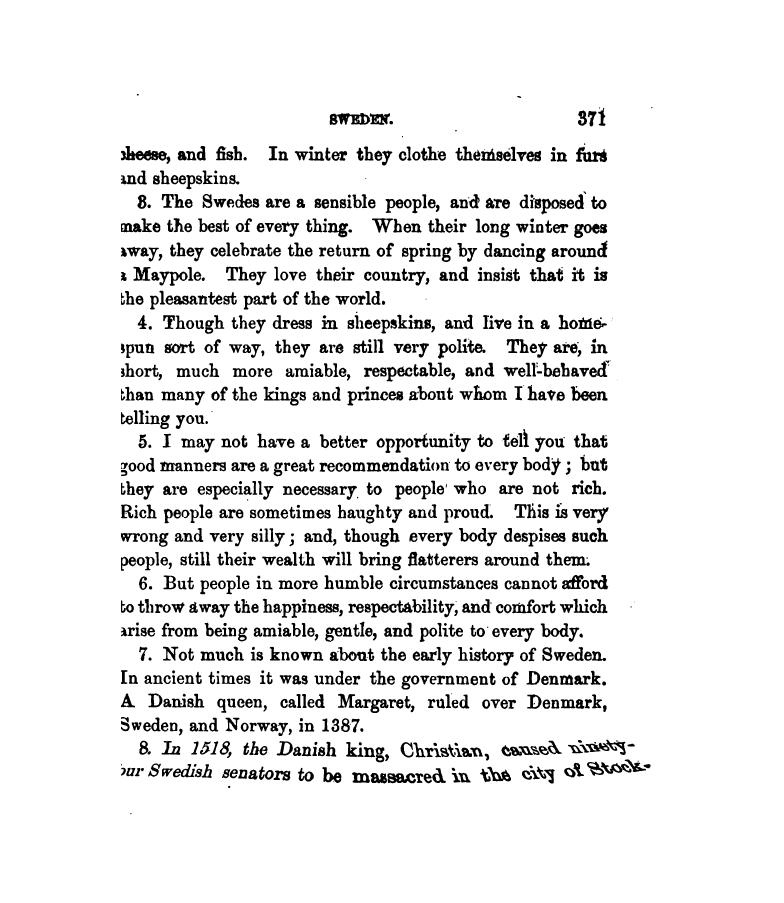 SWEDEN. 371
cheese, and fish. In winter they clothe themselves in furs
and sheepskins.
3. The Swedes are a sensible people, and are disposed to
make the best of every thing. When their long winter goes
away, they celebrate the return of spring by dancing around
a Maypole. They love their country, and insist that it is
the pleasantest part of the world.
4. Though they dress in sheepskins, and live in a home-
spun sort of way, they are still very polite. They are, in
short, much more amiable, respectable, and well-behaved
than many of the kings and princes about whom I have been
telling you.
5. I may not have a better opportunity to tell you that
good manners are a great recommendation to every body; but
they are especially necessary to people who are not rich.
Rich people are sometimes haughty and proud. This is very
wrong and very silly; and, though every body despises such
people, still their wealth will bring flatterers around them.
6. But people in more humble circumstances cannot afford
to throw away the happiness, respectability, and comfort which
arise from being amiable, gentle, and polite to every body.
7. Not much is known about the early history of Sweden.
In ancient times it was under the government of Denmark.
A Danish queen, called Margaret, ruled over Denmark,
Sweden, and Norway, in 1387.
8. In 1518, the Danish king, Christian, caused ninety-
our Swedish senators to be massacred in the city of Stock-